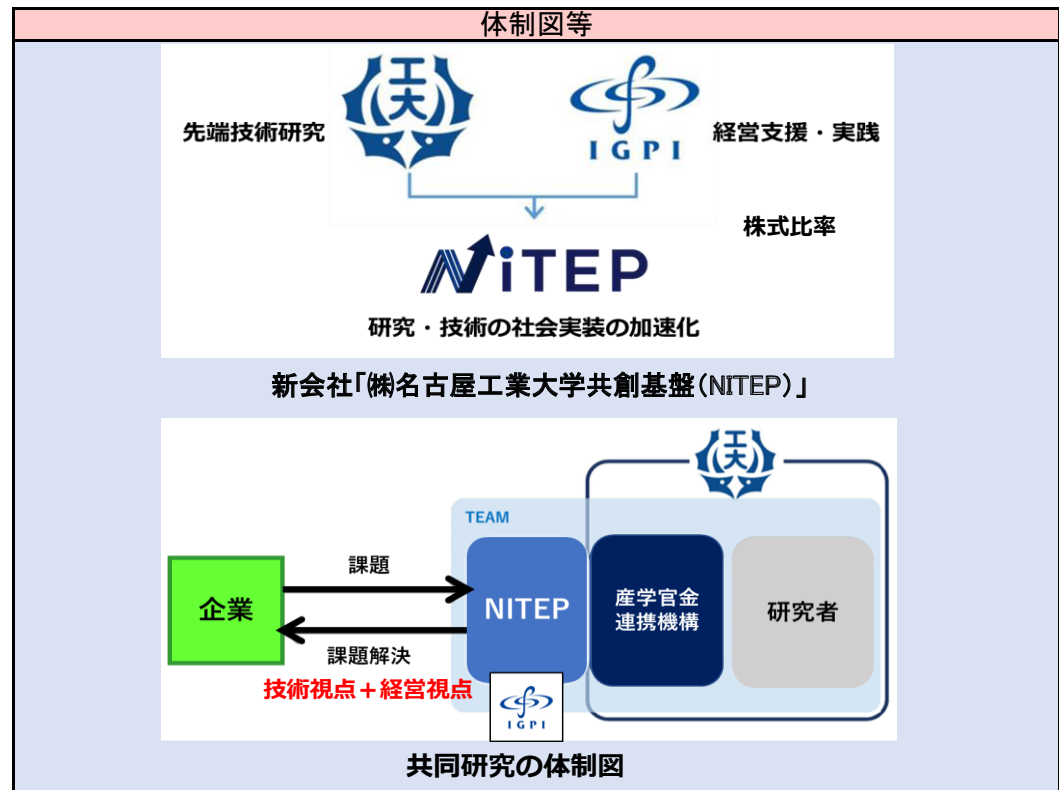 体制図等
工大
先端技術研究
IGPI
経営支援・実践
株式比率
NiTEP
研究・技術の社会実装の加速化
新会社「㈱名古屋工業大学共創基盤(NITEP)」
工大
TEAM
企業
課題
課題解決
技術視点+経営視点
NITEP
IGPI
産学官金
連携機構
研究者
共同研究の体制図